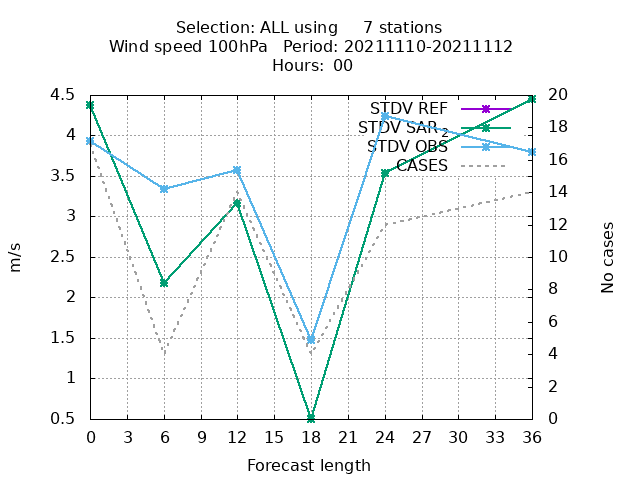 Selection: ALL using     7 stations
Wind speed 100hPa   Period: 20211110-20211112
Hours:  00
4.5
4
3.5
3
2.5
2
1.5
1
0.5
m/s
STDV REF
STDV SAR2
STDV OBS
CASES
20
18
16
14
12
10
8
6
4
2
0
No cases
0 3 6 9 12 15 18 21 24 27 30 33 36
Forecast length